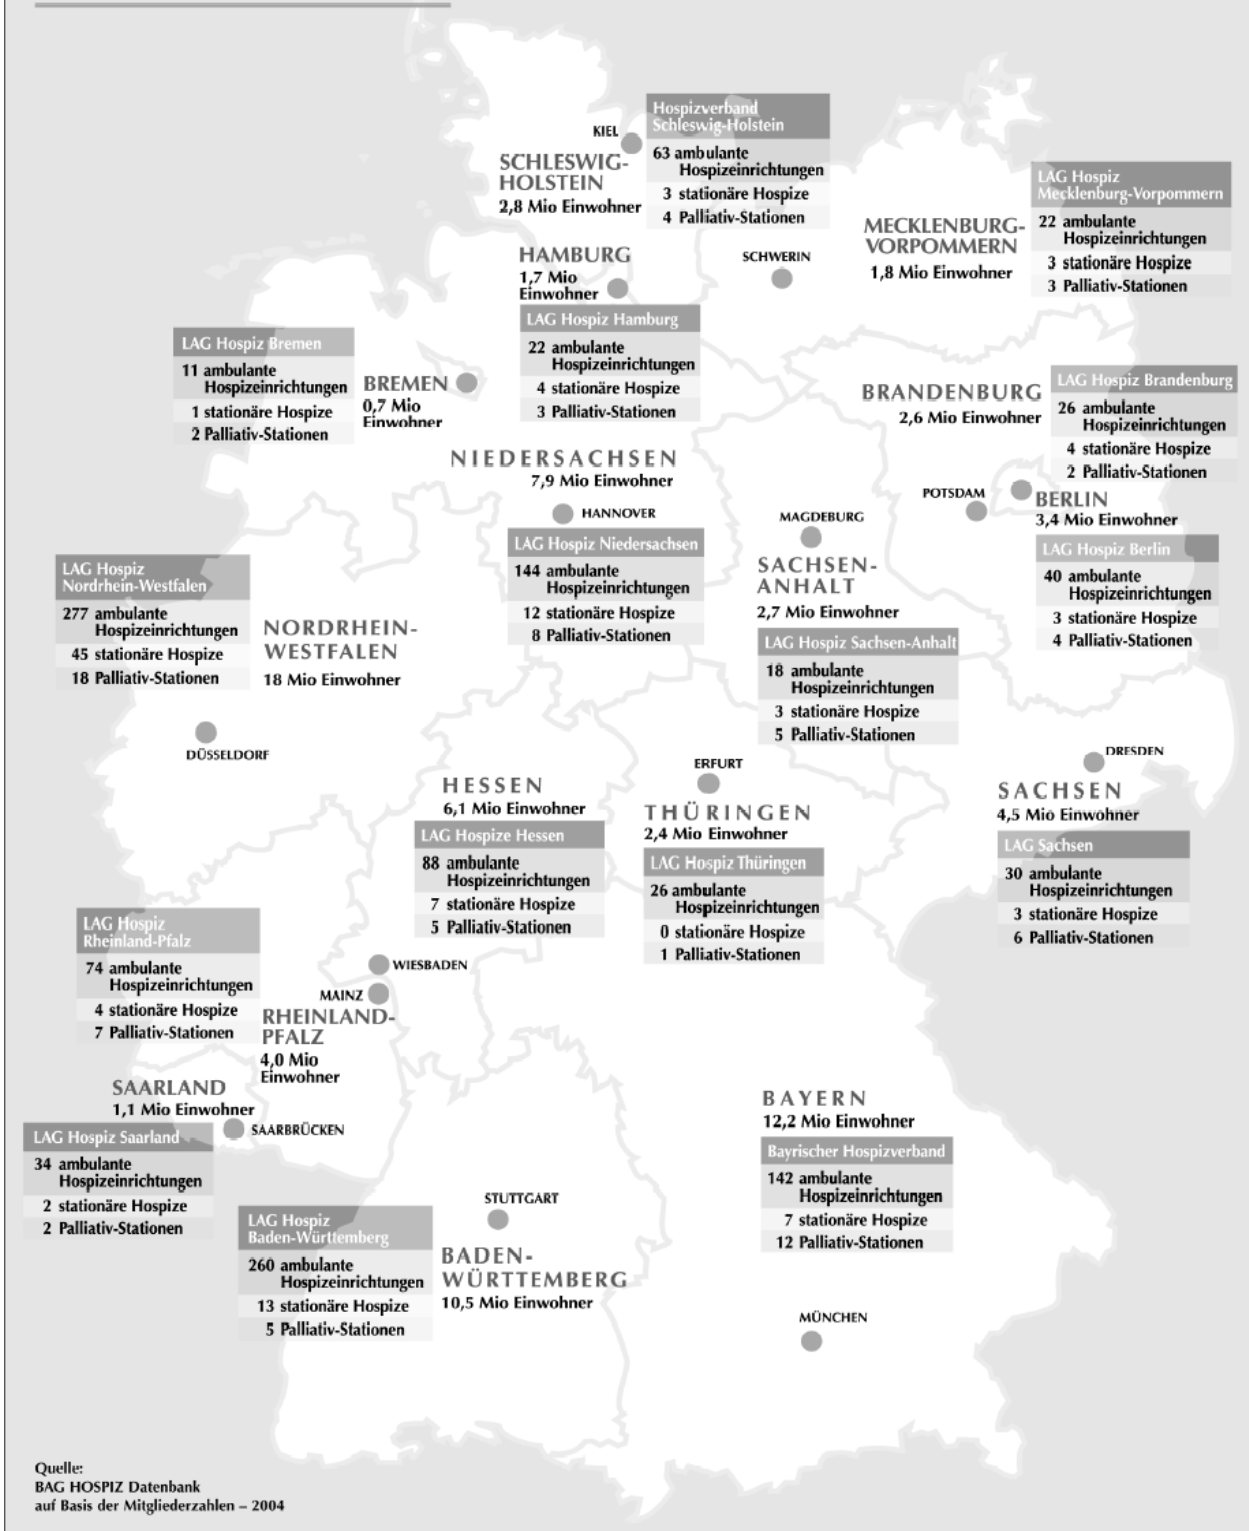 KIEL
SCHLESWIG-
HOLSTEIN
2,8 Mio Einwohner
Hospizverband
Schleswig-Holstein
63 ambulante
Hospizeinrichtungen
3 stationäre Hospize
4 Palliativ-Stationen
LAG Hospiz
Mecklenburg-Vorpommern
22 ambulante
Hospizeinrichtungen
3 stationäre Hospize
3 Palliativ-Stationen
MECKLENBURG-
VORPOMMERN
1,8 Mio Einwohner
SCHWERIN
HAMBURG
1,7 Mio
Einwohner
LAG Hospiz Hamburg
22 ambulante
Hospizeinrichtungen
4 stationäre Hospize
3 Palliativ-Stationen
LAG Hospiz Bremen
11 ambulante
Hospizeinrichtungen
1 stationäre Hospize
2 Palliativ-Stationen
BREMEN
0,7 Mio
Einwohner
BRANDENBURG
2,6 Mio Einwohner
LAG Hospiz Brandenburg
26 ambulante
Hospizeinrichtungen
4 stationäre Hospize
2 Palliativ-Stationen
NIEDERSACHSEN
7,9 Mio Einwohner
HANNOVER
LAG Hospiz Niedersachsen
144 ambulante
Hospizeinrichtungen
12 stationäre Hospize
8 Palliativ-Stationen
POTSDAM
BERLIN
3,4 Mio Einwohner
LAG Hospiz Berlin
40 ambulante
Hospizeinrichtungen
3 stationäre Hospize
4 Palliativ-Stationen
MAGDEBURG
SACHSEN-
ANHALT
2,7 Mio Einwohner
LAG Hospiz Sachsen-Anhalt
18 ambulante
Hospizeinrichtungen
3 stationäre Hospize
5 Palliativ-Stationen
LAG Hospiz
Nordrhein-Westfalen
277 ambulante
Hospizeinrichtungen
45 stationäre Hospize
18 Palliativ-Stationen
NORDRHEIN-
WESTFALEN
18 Mio Einwohner
DÜSSELDORF
HESSEN
6,1 Mio Einwohner
LAG Hospize Hessen
88 ambulante
Hospizeinrichtungen
7 stationäre Hospize
5 Palliativ-Stationen
ERFURT
THÜRINGEN
2,4 Mio Einwohner
LAG Hospiz Thüringen
26 ambulante
Hospizeinrichtungen
0 stationäre Hospize
1 Palliativ-Stationen
DRESDEN
SACHSEN
4,5 Mio Einwohner
LAG Sachsen
30 ambulante
Hospizeinrichtungen
3 stationäre Hospize
6 Palliativ-Stationen
LAG Hospiz
Rheinland-Pfalz
74 ambulante
Hospizeinrichtungen
4 stationäre Hospize
7 Palliativ-Stationen
WIESBADEN
MAINZ
RHEINLAND-
PFALZ
4,0 Mio
Einwohner
SAARLAND
1,1 Mio Einwohner
SAARBRÜCKEN
LAG Hospiz Saarland
34 ambulante
Hospizeinrichtungen
2 stationäre Hospize
2 Palliativ-Stationen
BAYERN
12,2 Mio Einwohner
Bayrischer Hospizverband
142 ambulante
Hospizeinrichtungen
7 stationäre Hospize
12 Palliativ-Stationen
STUTTGART
LAG Hospiz
Baden-Württemberg
260 ambulante
Hospizeinrichtungen
13 stationäre Hospize
5 Palliativ-Stationen
BADEN-
WÜRTTEMBERG
10,5 Mio Einwohner
MÜNCHEN
Quelle:
BAG HOSPIZ Datenbank
auf Basis der Mitgliederzahlen – 2004